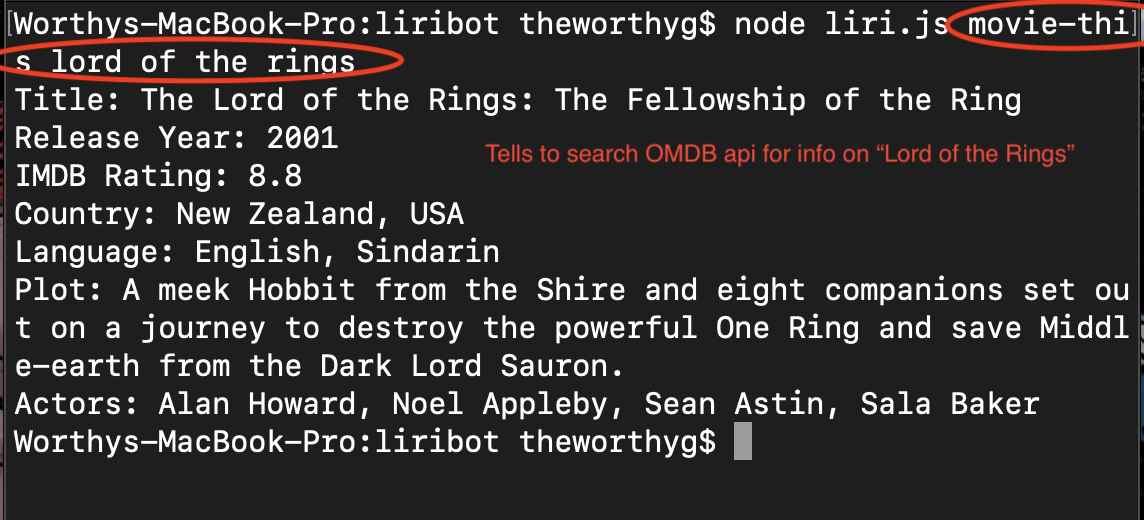 [Worthys-MacBook-Pro:liribot theworthyg$ node liri.js movie-thi]
s lord of the rings
Title: The Lord of the Rings: The Fellowship of the Ring
Release Year: 2001
Tells to search OMDB api for info on “Lord of the Rings”
IMDB Rating: 8.8
Country: New Zealand, USA
Language: English, Sindarin
Plot: A meek Hobbit from the Shire and eight companions set ou
t on a journey to destroy the powerful One Ring and save Middl
e-earth from the Dark Lord Sauron.
Actors: Alan Howard, Noel Appleby, Sean Astin, Sala Baker
Worthys-MacBook-Pro:liribot theworthyg$